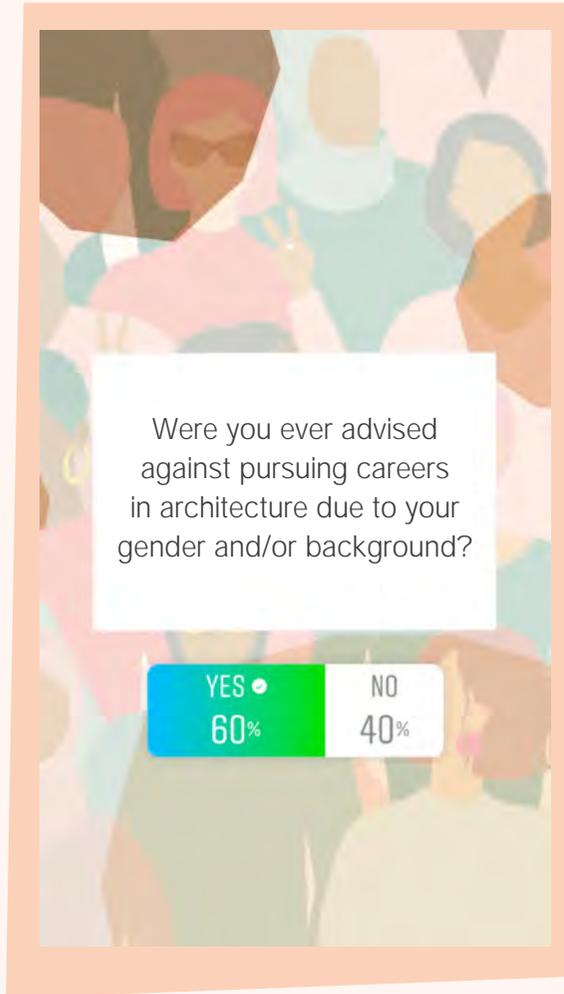 Were you ever advised
against pursuing careers
in architecture due to your
gender and/or background?
YES NO
60% 40%